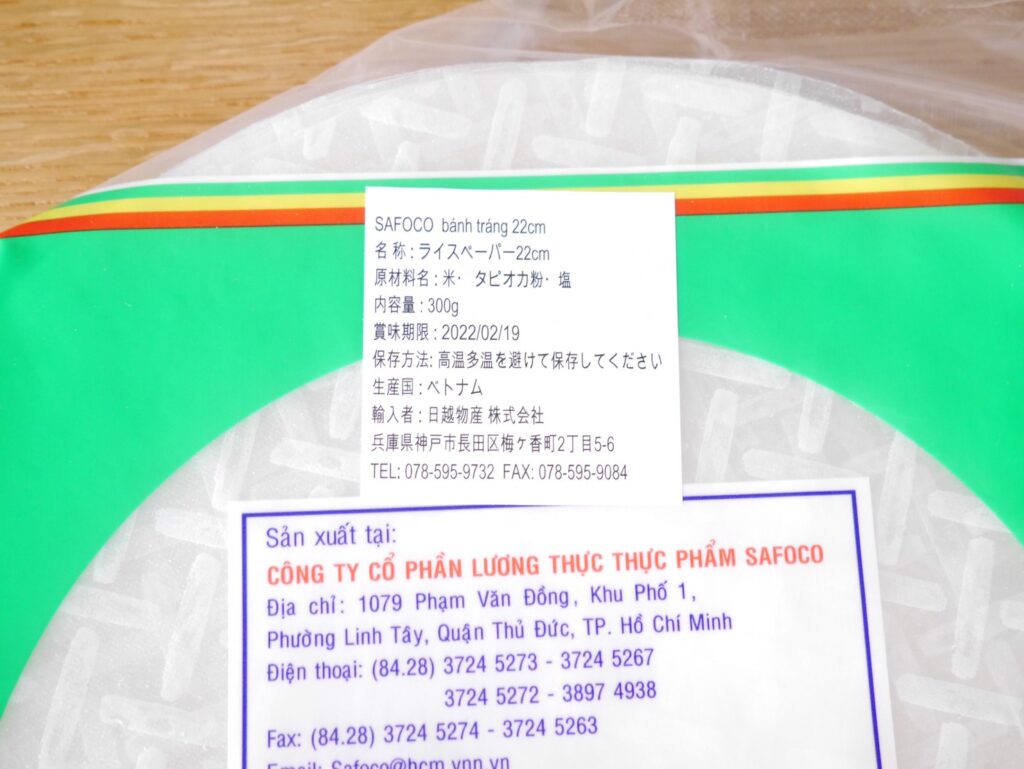 SAFOCO bánh tráng 22cm
名 称 : ライスペーパー22cm
原材料名 : 米・ タピオカ粉・ 塩
内容量 : 300g
賞味期限 : 2022/02/19
保存方法: 高温多湿を避けて保存してください
生産国 : ベトナム
輸入者 : 日越物産 株式会社
兵庫県神戸市長田区梅ヶ香町2丁目5-6
TEL: 078-595-9732 FAX: 078-595-9084
Sản xuất tại:
CÔNG TY CỔ PHẦN LƯƠNG THỰC THỰC PHẨM SAFOCO
Địa chỉ: 1079 Phạm Văn Đồng, Khu Phố 1,
Phường Linh Tây, Quận Thủ Đức, TP. Hồ Chí Minh
Điện thoại: (84.28) 3724 5273 - 3724 5267
3724 5272 - 3897 4938
Fax: (84.28) 3724 5274 - 3724 5263
Email: Safoco@hcm.vnn.vn